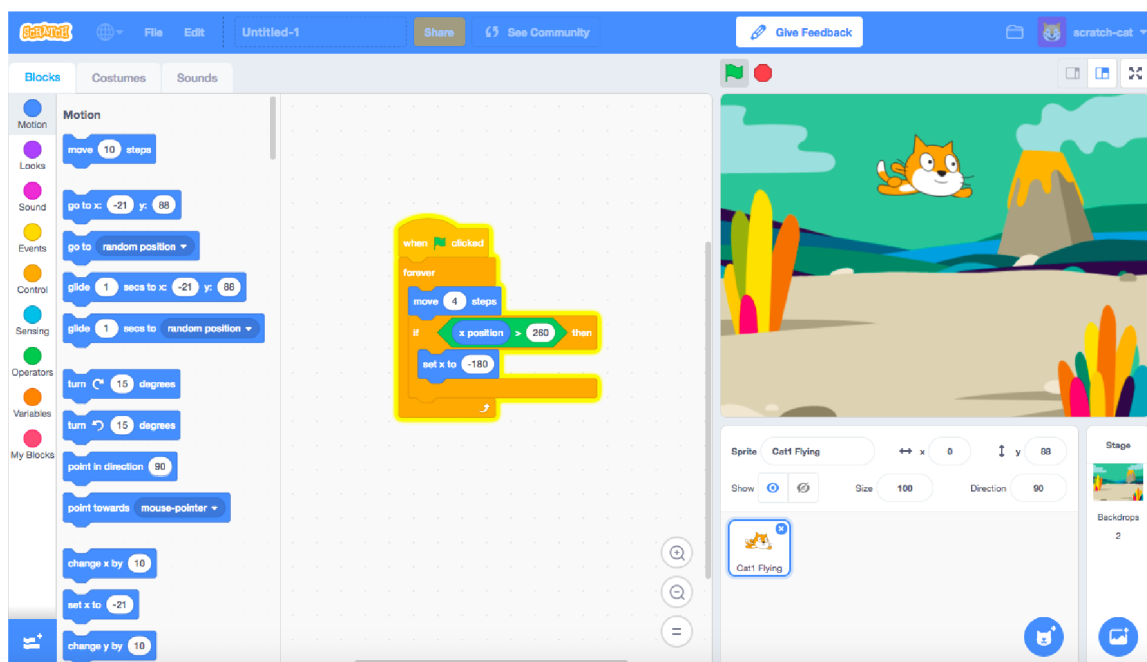 SCRATCH File Edit Untitled-1 Share See Community Give Feedback scratch-cat
Blocks Costumes Sounds
Motion
Looks
Sound
Events
Control
Sensing
Operators
Variables
My Blocks
Motion
move 10 steps
go to x: -21 y: 88
go to random position
glide 1 secs to x: -21 y: 88
glide 1 secs to random position
turn 15 degrees
turn 15 degrees
point in direction 90
point towards mouse-pointer
change x by 10
set x to -21
change y by 10
when clicked
forever
move 4 steps
if x position > 260 then
set x to -180
Sprite Cat1 Flying x 0 y 88
Show Size 100 Direction 90
Cat1 Flying
Stage
Backdrops
2